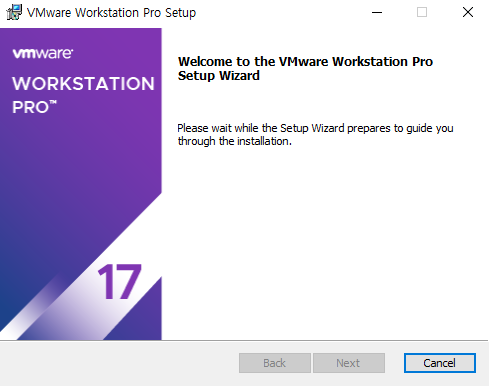 VMware Workstation Pro Setup
vmware®
WORKSTATION
PRO™
17
Welcome to the VMware Workstation Pro
Setup Wizard
Please wait while the Setup Wizard prepares to guide you
through the installation.
Back
Next
Cancel